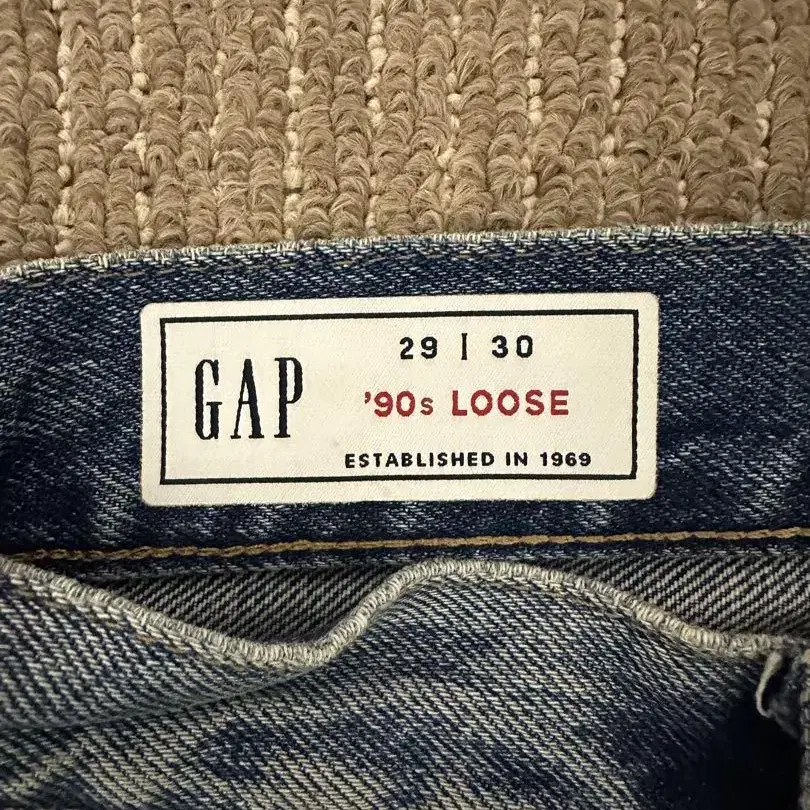 GAP
29 | 30
'90s LOOSE
ESTABLISHED IN 1969